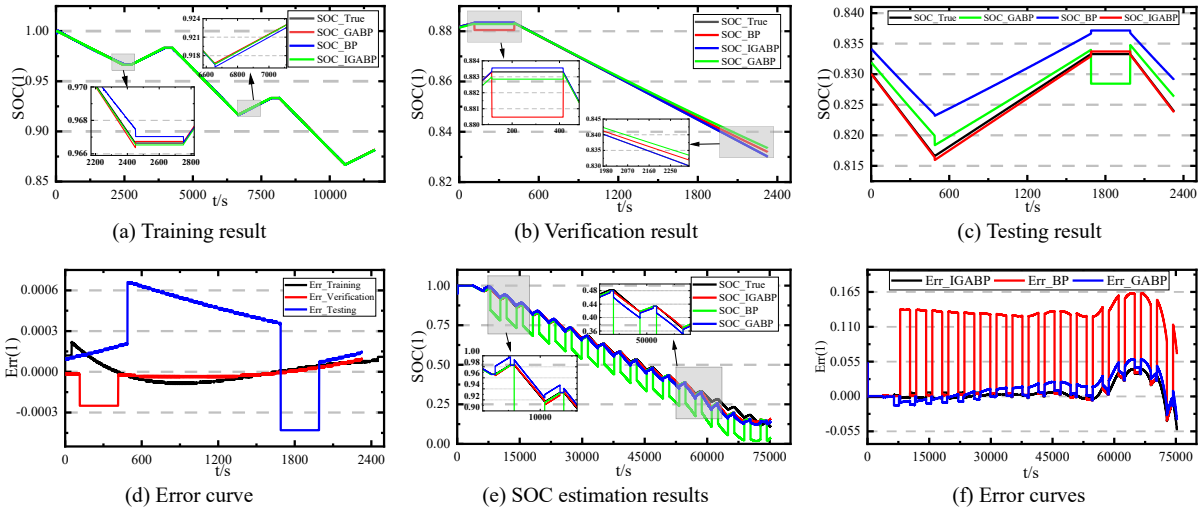 SOC(1)
1.00
0.95
0.90
0.85
0 2500 5000 7500 10000
t/s
SOC_True
SOC_GABP
SOC_BP
SOC_IGABP
0.924
0.921
0.918
6600 6800 7000
0.970
0.968
0.966
2200 2400 2600 2800
(a) Training result
SOC(1)
0.88
0.86
0.84
0.82
0 600 1200 1800 2400
t/s
SOC_True
SOC_BP
SOC_IGABP
SOC_GABP
0.884
0.883
0.882
0.881
0.880
200 400
0.845
0.840
0.835
0.830
1980 2070 2160 2250
(b) Verification result
SOC(1)
0.840
0.835
0.830
0.825
0.820
0.815
0 600 1200 1800 2400
t/s
SOC_True SOC_GABP SOC_BP SOC_IGABP
(c) Testing result
Err(1)
0.0006
0.0003
0.0000
-0.0003
0 600 1200 1800 2400
t/s
Err_Training
Err_Verification
Err_Testing
(d) Error curve
SOC(1)
1.00
0.75
0.50
0.25
0.00
0 15000 30000 45000 60000 75000
t/s
SOC_True
SOC_IGABP
SOC_BP
SOC_GABP
0.48
0.44
0.40
0.36
50000
1.00
0.98
0.96
0.94
0.92
0.90
10000
(e) SOC estimation results
Err(1)
0.165
0.110
0.055
0.000
-0.055
0 15000 30000 45000 60000 75000
t/s
Err_IGABP Err_BP Err_GABP
(f) Error curves